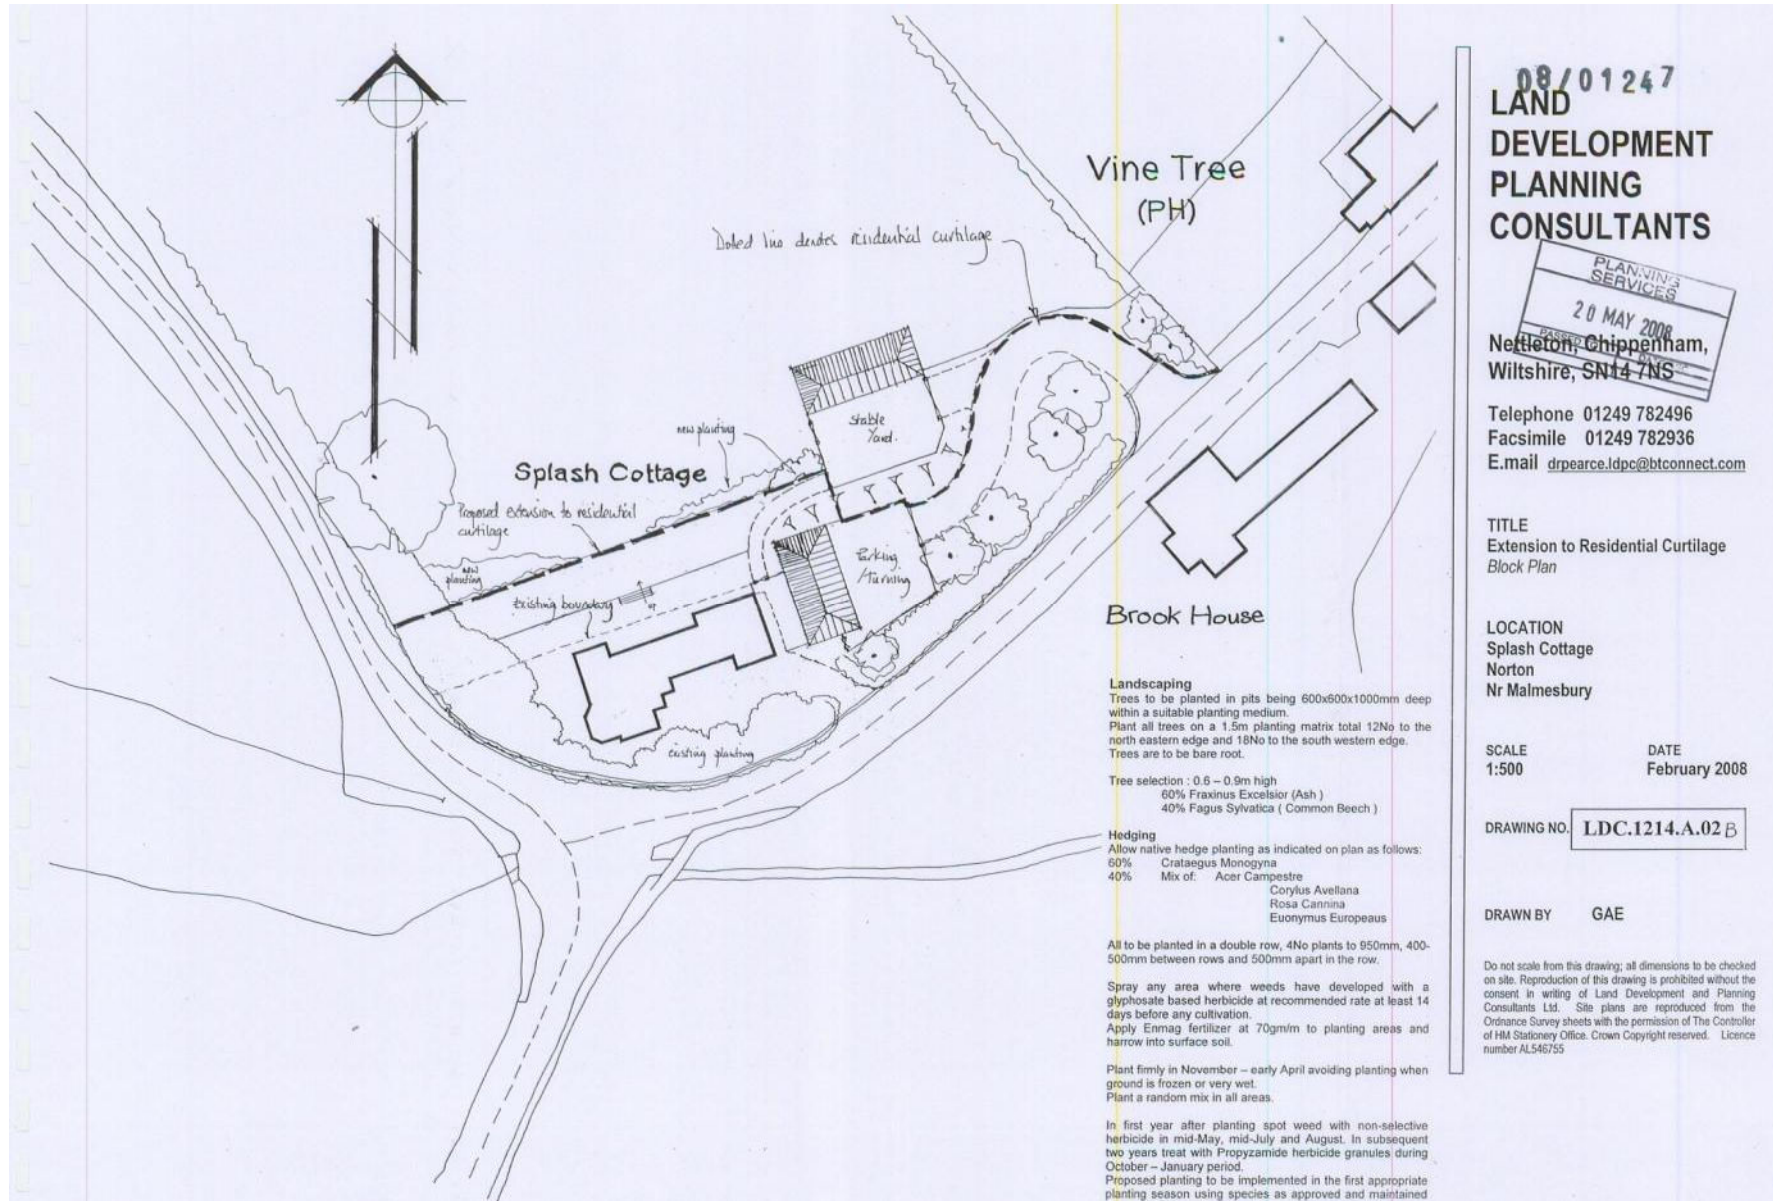 Vine Tree
(PH)
Doted line denotes residential curtilage
Stable
Yard.
new planting
Splash Cottage
Proposed extension to residential
curtilage
new
planting
Existing boundary
Parking
/Turning
existing planting
Brook House
Landscaping
Trees to be planted in pits being 600x600x1000mm deep
within a suitable planting medium.
Plant all trees on a 1.5m planting matrix total 12No to the
north eastern edge and 18No to the south western edge.
Trees are to be bare root.
Tree selection : 0.6 – 0.9m high
60% Fraxinus Excelsior (Ash )
40% Fagus Sylvatica ( Common Beech )
Hedging
Allow native hedge planting as indicated on plan as follows:
60% Crataegus Monogyna
40% Mix of: Acer Campestre
Corylus Avellana
Rosa Cannina
Euonymus Europeaus
All to be planted in a double row, 4No plants to 950mm, 400-
500mm between rows and 500mm apart in the row.
Spray any area where weeds have developed with a
glyphosate based herbicide at recommended rate at least 14
days before any cultivation.
Apply Enmag fertilizer at 70gm/m to planting areas and
harrow into surface soil.
Plant firmly in November – early April avoiding planting when
ground is frozen or very wet.
Plant a random mix in all areas.
In first year after planting spot weed with non-selective
herbicide in mid-May, mid-July and August. In subsequent
two years treat with Propyzamide herbicide granules during
October – January period.
Proposed planting to be implemented in the first appropriate
planting season using species as approved and maintained
08/01247
LAND
DEVELOPMENT
PLANNING
CONSULTANTS
PLANNING
SERVICES
20 MAY 2008
PASSED
Nettleton, Chippenham,
Wiltshire, SN14 7NS
Telephone 01249 782496
Facsimile 01249 782936
E.mail drpearce.ldpc@btconnect.com
TITLE
Extension to Residential Curtilage
Block Plan
LOCATION
Splash Cottage
Norton
Nr Malmesbury
SCALE DATE
1:500 February 2008
DRAWING NO. LDC.1214.A.02 B
DRAWN BY GAE
Do not scale from this drawing; all dimensions to be checked
on site. Reproduction of this drawing is prohibited without the
consent in writing of Land Development and Planning
Consultants Ltd. Site plans are reproduced from the
Ordnance Survey sheets with the permission of The Controller
of HM Stationery Office. Crown Copyright reserved. Licence
number AL546755